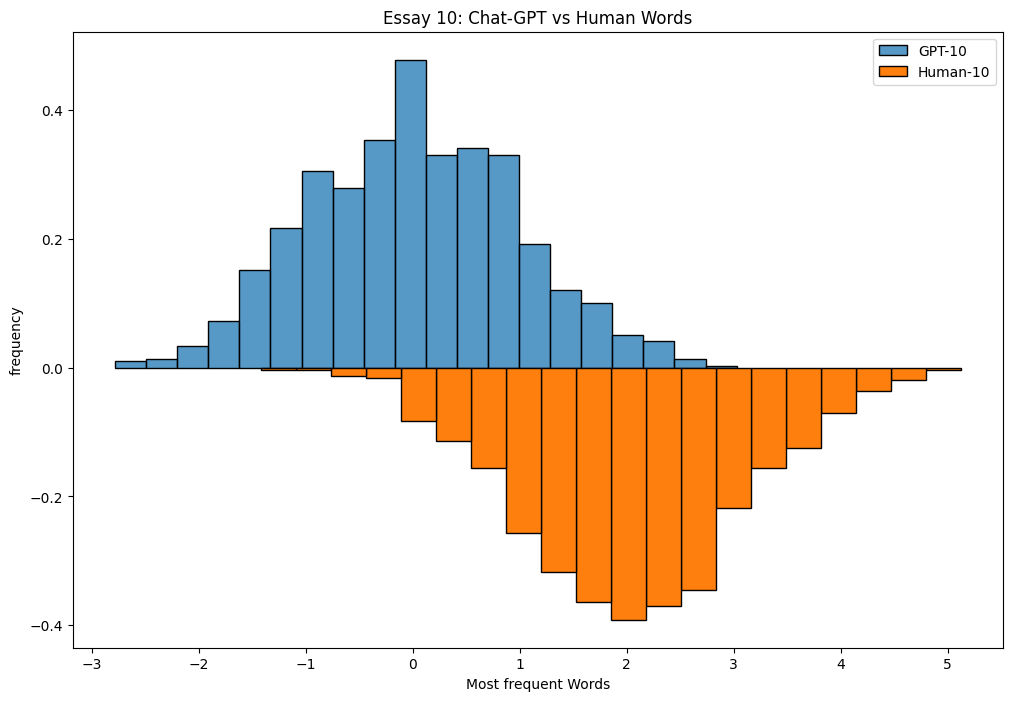 Essay 10: Chat-GPT vs Human Words
GPT-10
Human-10
frequency
0.4
0.2
0.0
−0.2
−0.4
−3 −2 −1 0 1 2 3 4 5
Most frequent Words